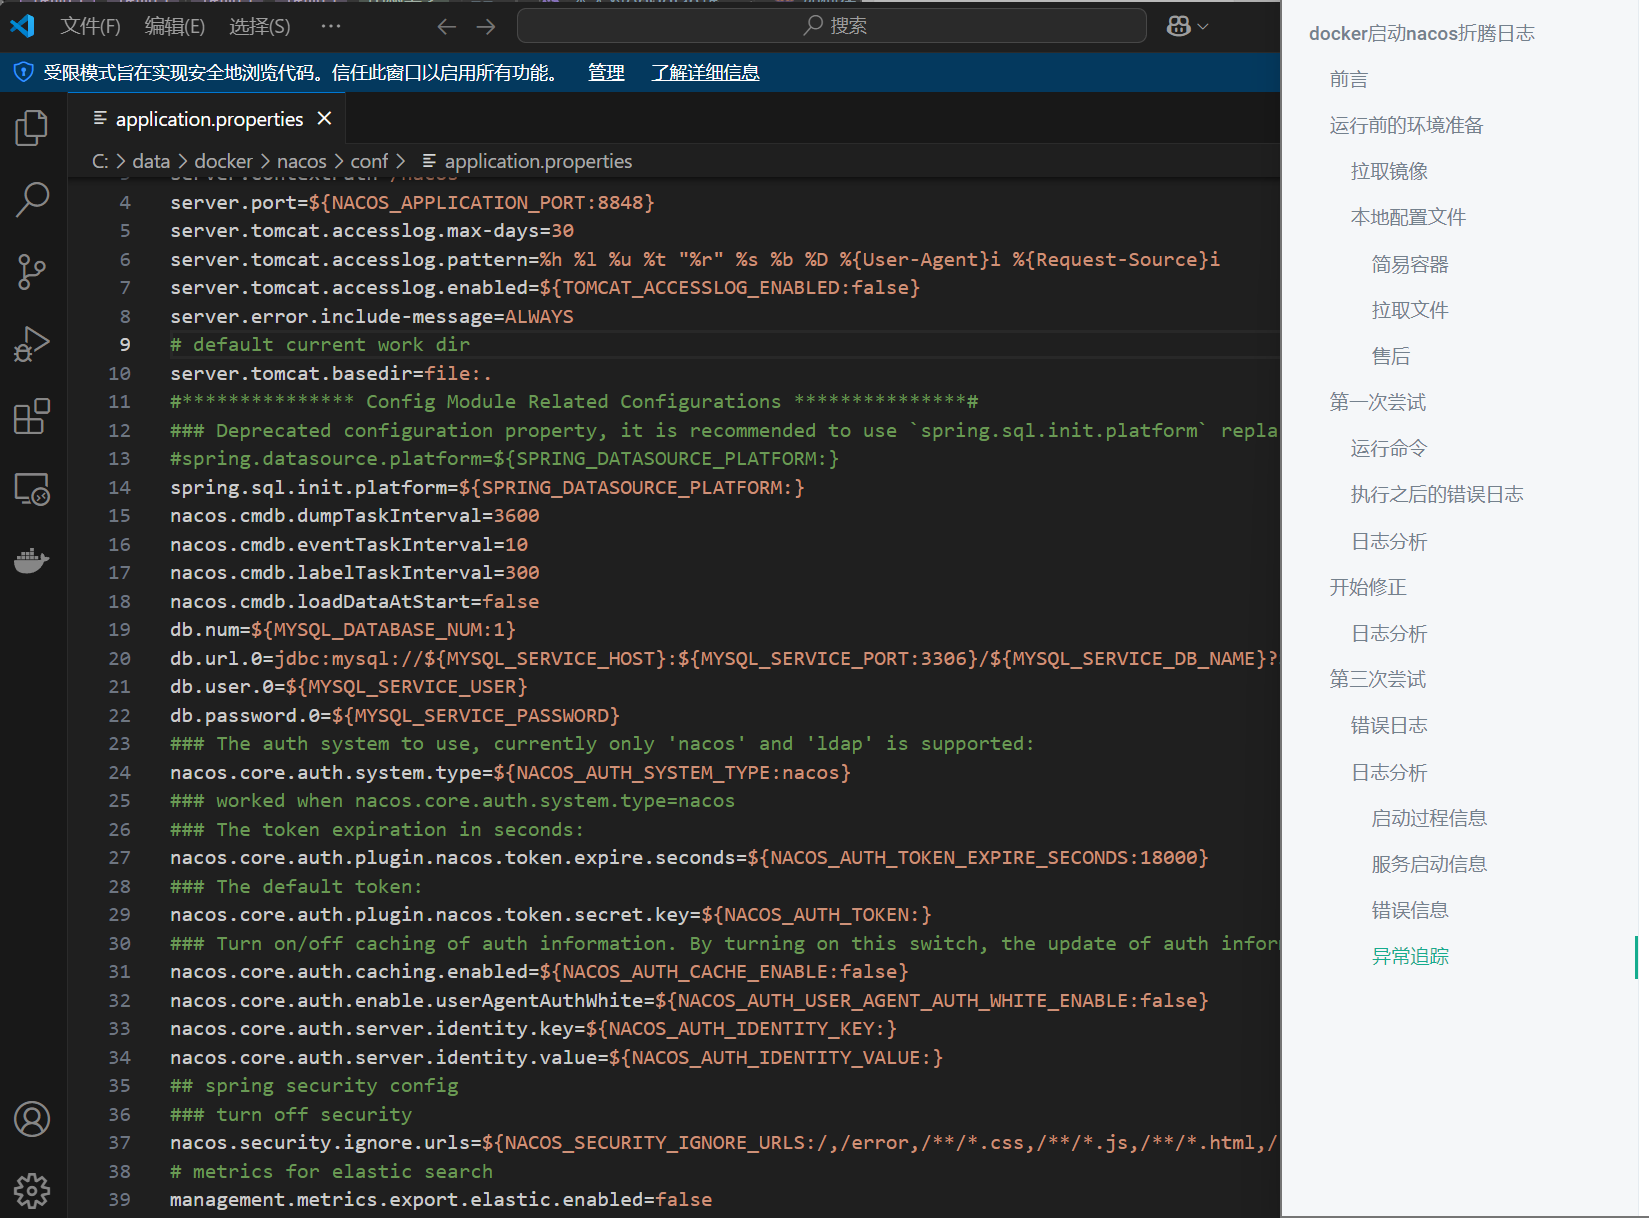 文件(F) 编辑(E) 选择(S) ··· 搜索
受限模式旨在实现安全地浏览代码。信任此窗口以启用所有功能。 管理 了解详细信息
application.properties
C: > data > docker > nacos > conf > application.properties
4 server.port=${NACOS_APPLICATION_PORT:8848}
5 server.tomcat.accesslog.max-days=30
6 server.tomcat.accesslog.pattern=%h %l %u %t "%r" %s %b %D %{User-Agent}i %{Request-Source}i
7 server.tomcat.accesslog.enabled=${TOMCAT_ACCESSLOG_ENABLED:false}
8 server.error.include-message=ALWAYS
9 # default current work dir
10 server.tomcat.basedir=file:.
11 #*************** Config Module Related Configurations ***************#
12 ### Deprecated configuration property, it is recommended to use `spring.sql.init.platform` repla
13 #spring.datasource.platform=${SPRING_DATASOURCE_PLATFORM:}
14 spring.sql.init.platform=${SPRING_DATASOURCE_PLATFORM:}
15 nacos.cmdb.dumpTaskInterval=3600
16 nacos.cmdb.eventTaskInterval=10
17 nacos.cmdb.labelTaskInterval=300
18 nacos.cmdb.loadDataAtStart=false
19 db.num=${MYSQL_DATABASE_NUM:1}
20 db.url.0=jdbc:mysql://${MYSQL_SERVICE_HOST}:${MYSQL_SERVICE_PORT:3306}/${MYSQL_SERVICE_DB_NAME}?
21 db.user.0=${MYSQL_SERVICE_USER}
22 db.password.0=${MYSQL_SERVICE_PASSWORD}
23 ### The auth system to use, currently only 'nacos' and 'ldap' is supported:
24 nacos.core.auth.system.type=${NACOS_AUTH_SYSTEM_TYPE:nacos}
25 ### worked when nacos.core.auth.system.type=nacos
26 ### The token expiration in seconds:
27 nacos.core.auth.plugin.nacos.token.expire.seconds=${NACOS_AUTH_TOKEN_EXPIRE_SECONDS:18000}
28 ### The default token:
29 nacos.core.auth.plugin.nacos.token.secret.key=${NACOS_AUTH_TOKEN:}
30 ### Turn on/off caching of auth information. By turning on this switch, the update of auth infor
31 nacos.core.auth.caching.enabled=${NACOS_AUTH_CACHE_ENABLE:false}
32 nacos.core.auth.enable.userAgentAuthWhite=${NACOS_AUTH_USER_AGENT_AUTH_WHITE_ENABLE:false}
33 nacos.core.auth.server.identity.key=${NACOS_AUTH_IDENTITY_KEY:}
34 nacos.core.auth.server.identity.value=${NACOS_AUTH_IDENTITY_VALUE:}
35 ## spring security config
36 ### turn off security
37 nacos.security.ignore.urls=${NACOS_SECURITY_IGNORE_URLS:/,/error,/**/*.css,/**/*.js,/**/*.html,/
38 # metrics for elastic search
39 management.metrics.export.elastic.enabled=false
docker启动nacos折腾日志
前言
运行前的环境准备
拉取镜像
本地配置文件
简易容器
拉取文件
售后
第一次尝试
运行命令
执行之后的错误日志
日志分析
开始修正
日志分析
第三次尝试
错误日志
日志分析
启动过程信息
服务启动信息
错误信息
异常追踪